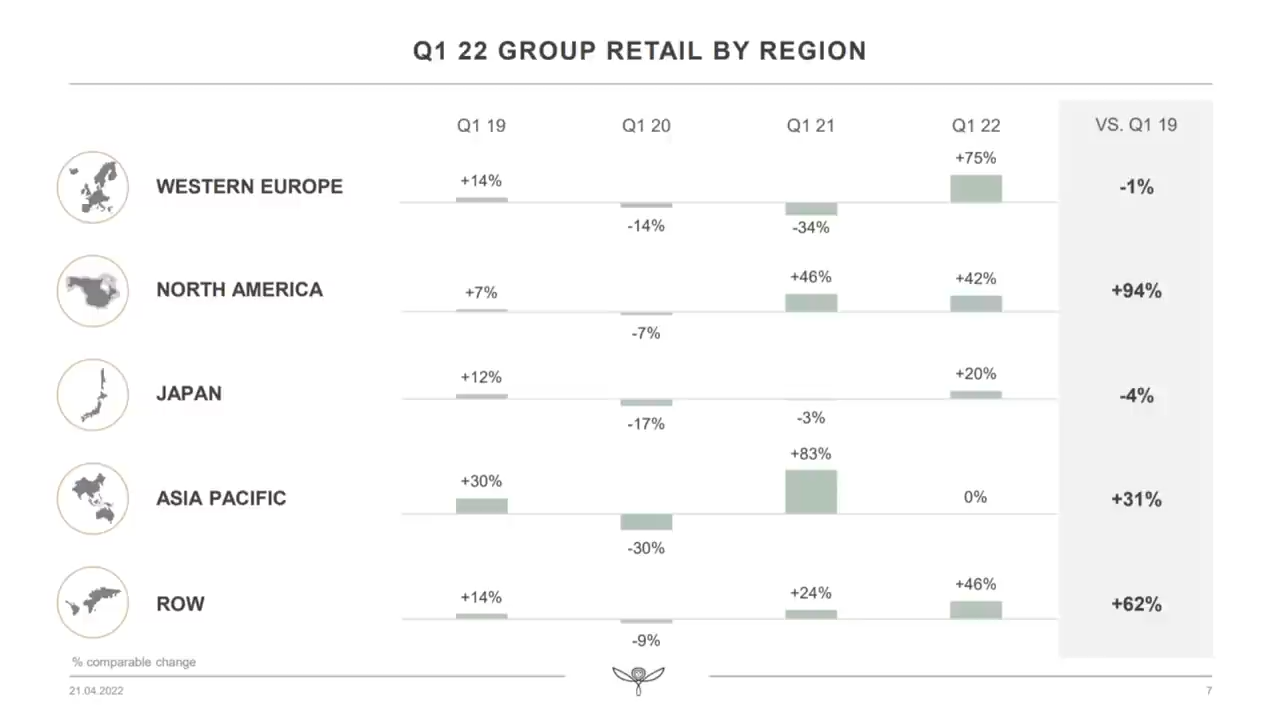 Q1 22 GROUP RETAIL BY REGION
Q1 19 Q1 20 Q1 21 Q1 22 VS. Q1 19
WESTERN EUROPE +14% -14% -34% +75% -1%
NORTH AMERICA +7% -7% +46% +42% +94%
JAPAN +12% -17% -3% +20% -4%
ASIA PACIFIC +30% -30% +83% 0% +31%
ROW +14% -9% +24% +46% +62%
% comparable change
21.04.2022 7